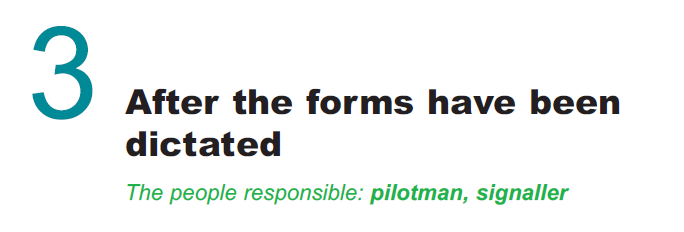 3
After the forms have been
dictated
The people responsible: pilotman, signaller